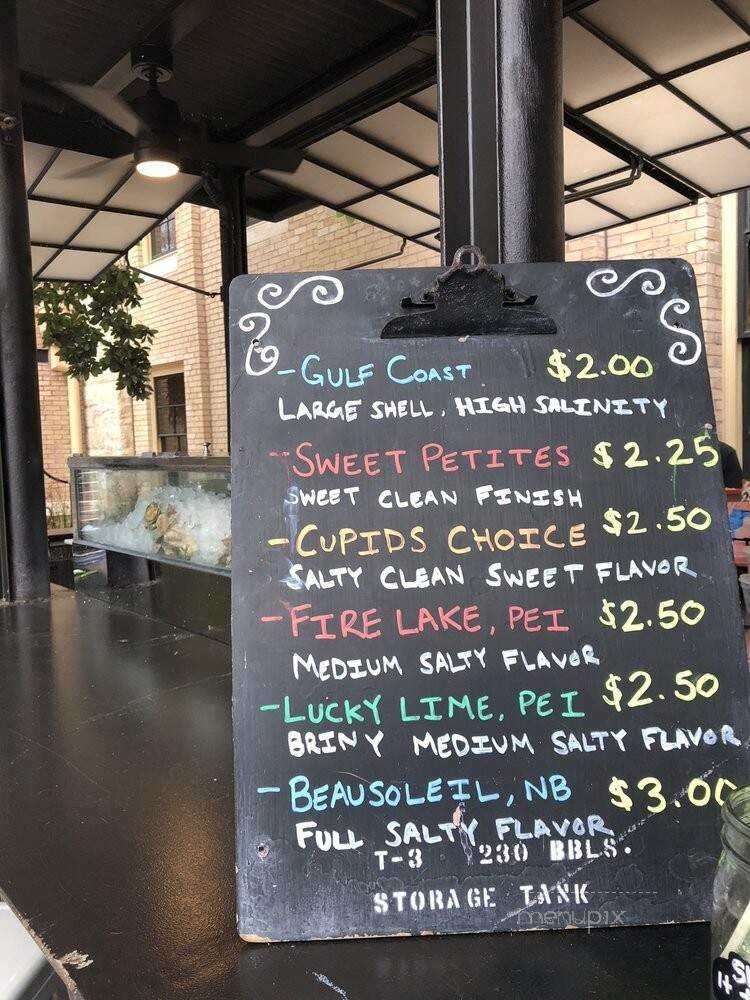 - GULF COAST $2.00
LARGE SHELL, HIGH SALINITY
- SWEET PETITES $2.25
SWEET CLEAN FINISH
- CUPIDS CHOICE $2.50
SALTY CLEAN SWEET FLAVOR
- FIRE LAKE, PEI $2.50
MEDIUM SALTY FLAVOR
- LUCKY LIME, PEI $2.50
BRINY MEDIUM SALTY FLAVOR
- BEAUSOLEIL, NB $3.00
FULL SALTY FLAVOR
T-3 230 BBLS.
STORAGE TANK
menupix